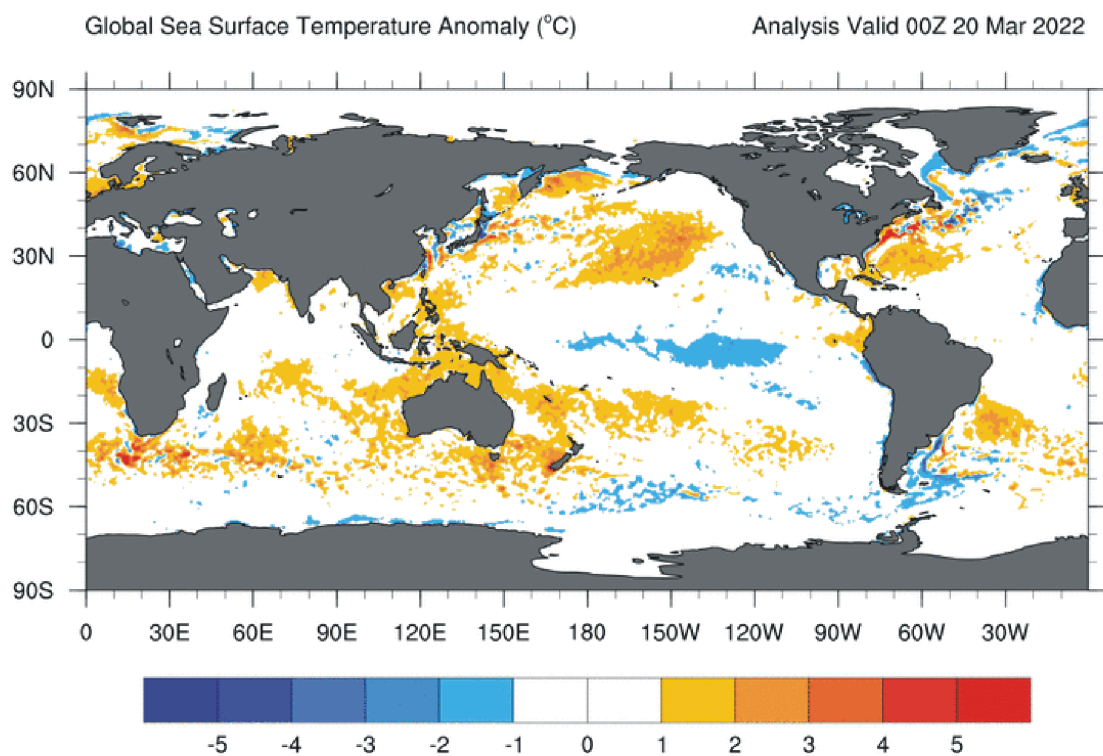 Global Sea Surface Temperature Anomaly (°C) Analysis Valid 00Z 20 Mar 2022
90N
60N
30N
0
30S
60S
90S
0 30E 60E 90E 120E 150E 180 150W 120W 90W 60W 30W
-5 -4 -3 -2 -1 0 1 2 3 4 5